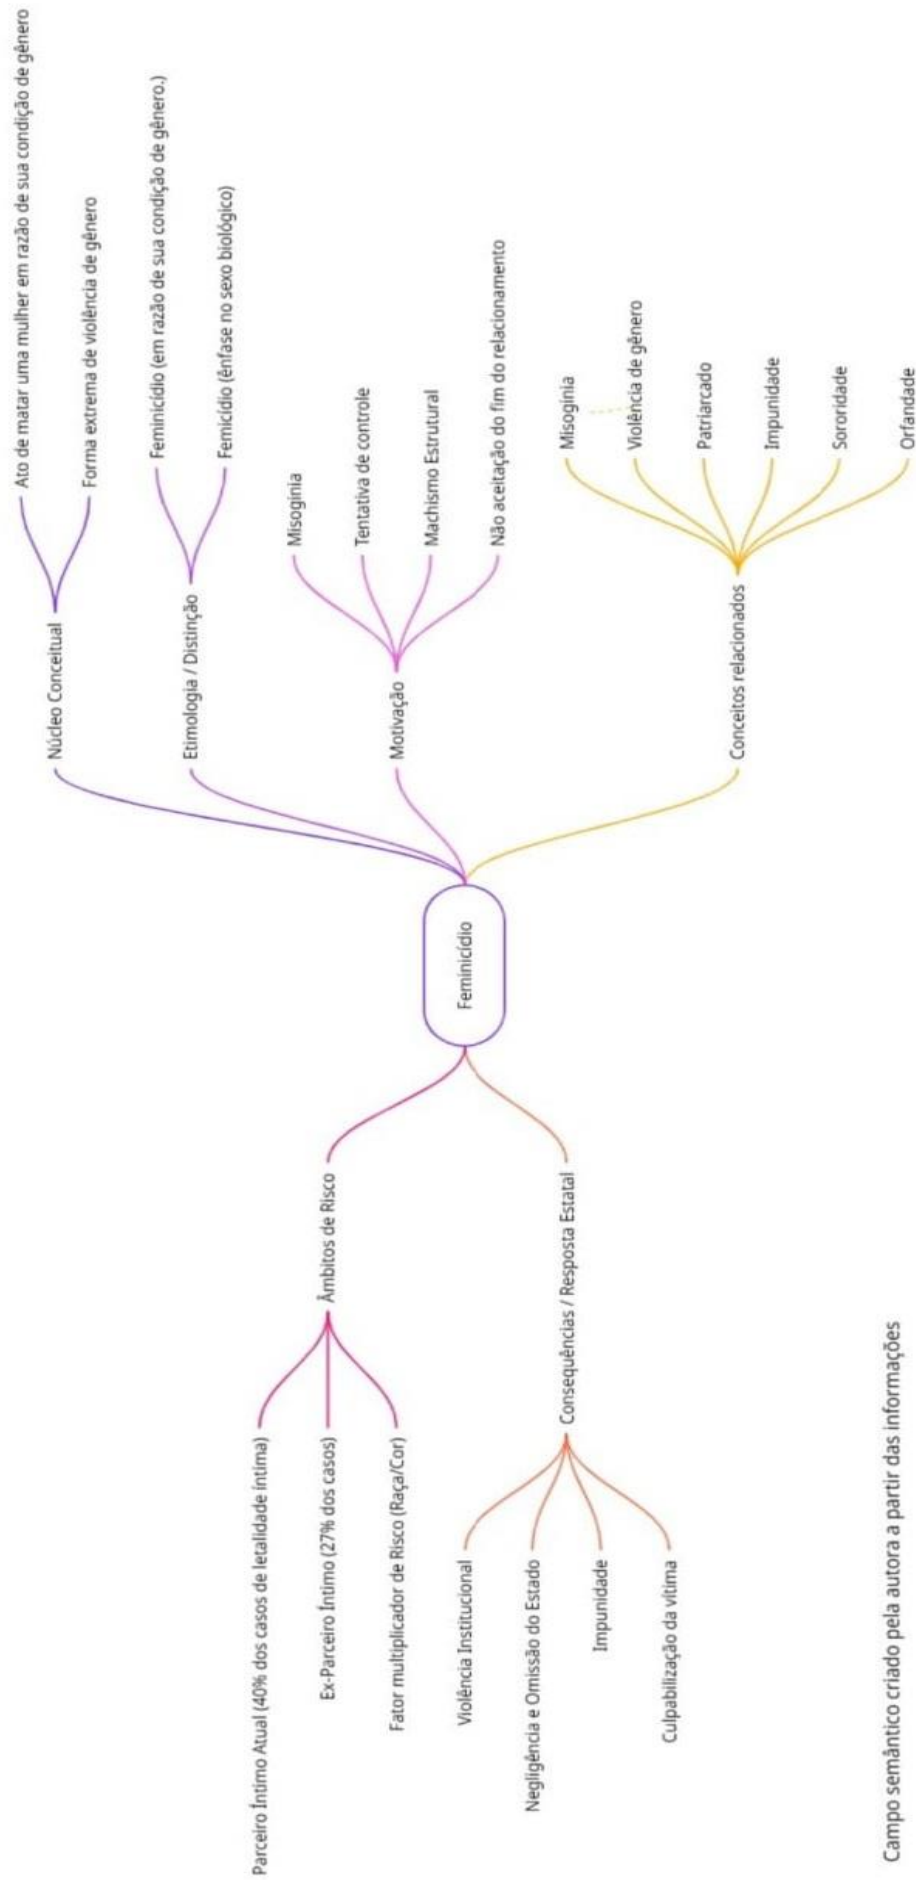 Feminicídio
Núcleo Conceitual
Ato de matar uma mulher em razão de sua condição de gênero
Forma extrema de violência de gênero
Etimologia / Distinção
Feminicídio (em razão de sua condição de gênero.)
Femicídio (ênfase no sexo biológico)
Motivação
Misoginia
Tentativa de controle
Machismo Estrutural
Não aceitação do fim do relacionamento
Conceitos relacionados
Misoginia
Violência de gênero
Patriarcado
Impunidade
Sororidade
Orfandade
Âmbitos de Risco
Parceiro Íntimo Atual (40% dos casos de letalidade íntima)
Ex-Parceiro Íntimo (27% dos casos)
Fator multiplicador de Risco (Raça/Cor)
Consequências / Resposta Estatal
Violência Institucional
Negligência e Omissão do Estado
Impunidade
Culpabilização da vítima
Campo semântico criado pela autora a partir das informações